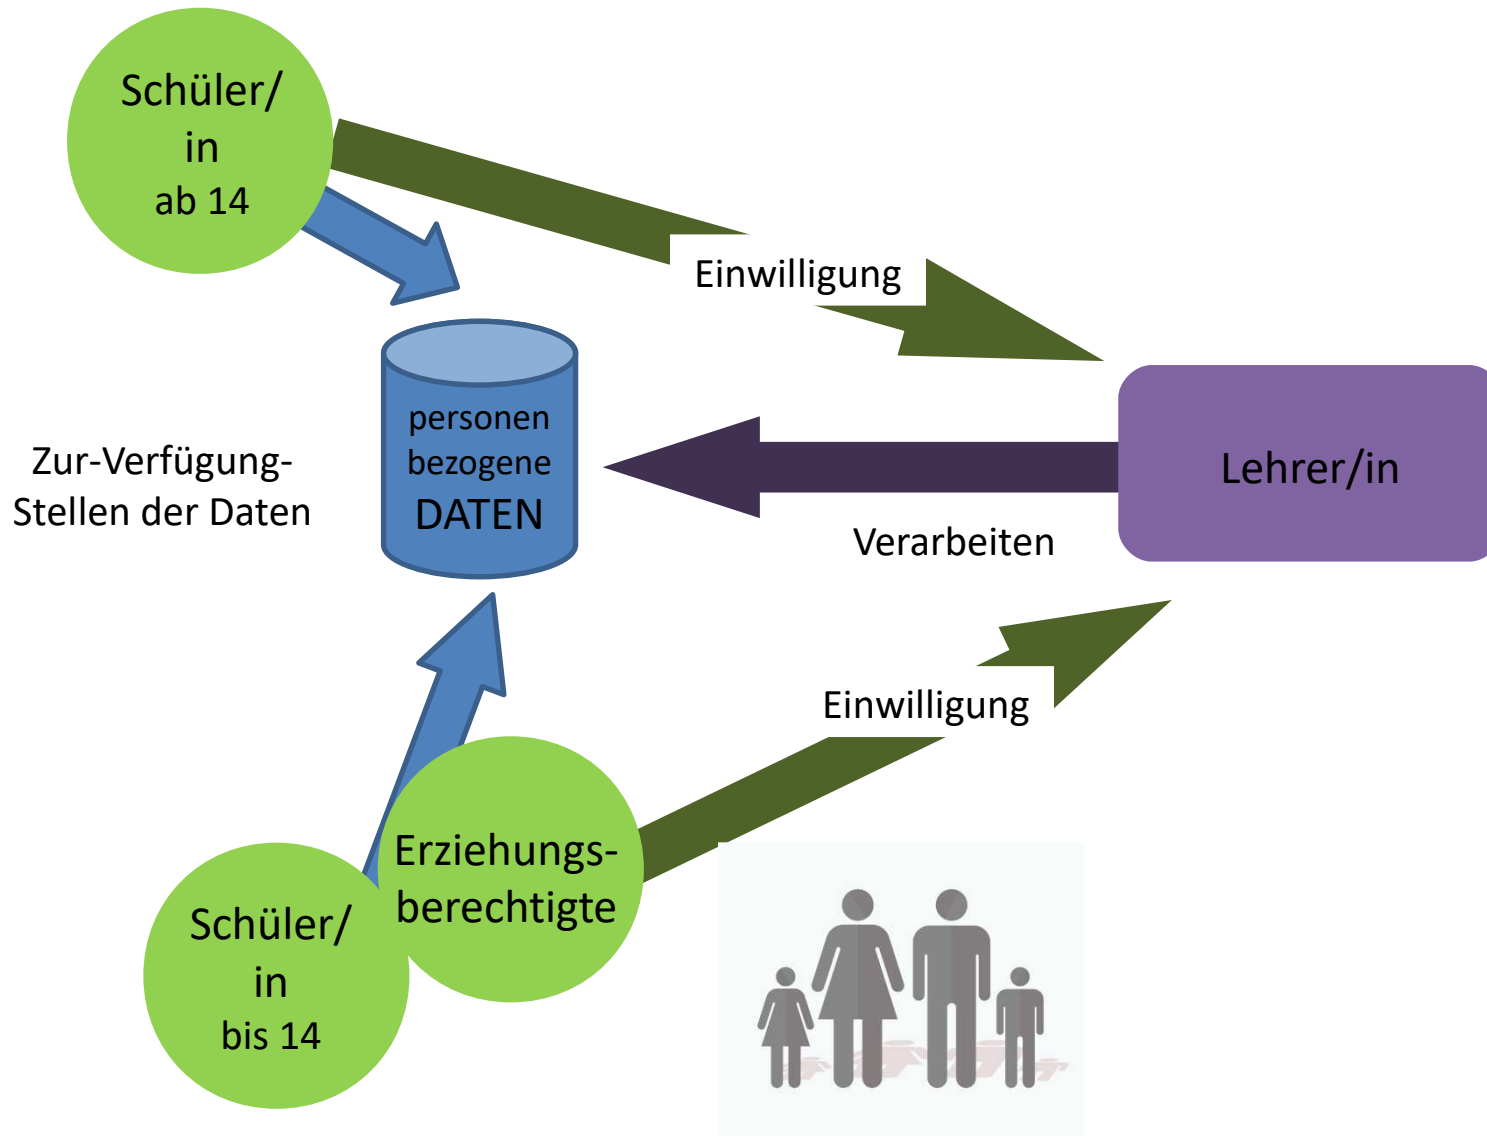 Schüler/
in
ab 14
Einwilligung
personen
bezogene
DATEN
Zur-Verfügung-
Stellen der Daten
Lehrer/in
Verarbeiten
Einwilligung
Erziehungs-
berechtigte
Schüler/
in
bis 14